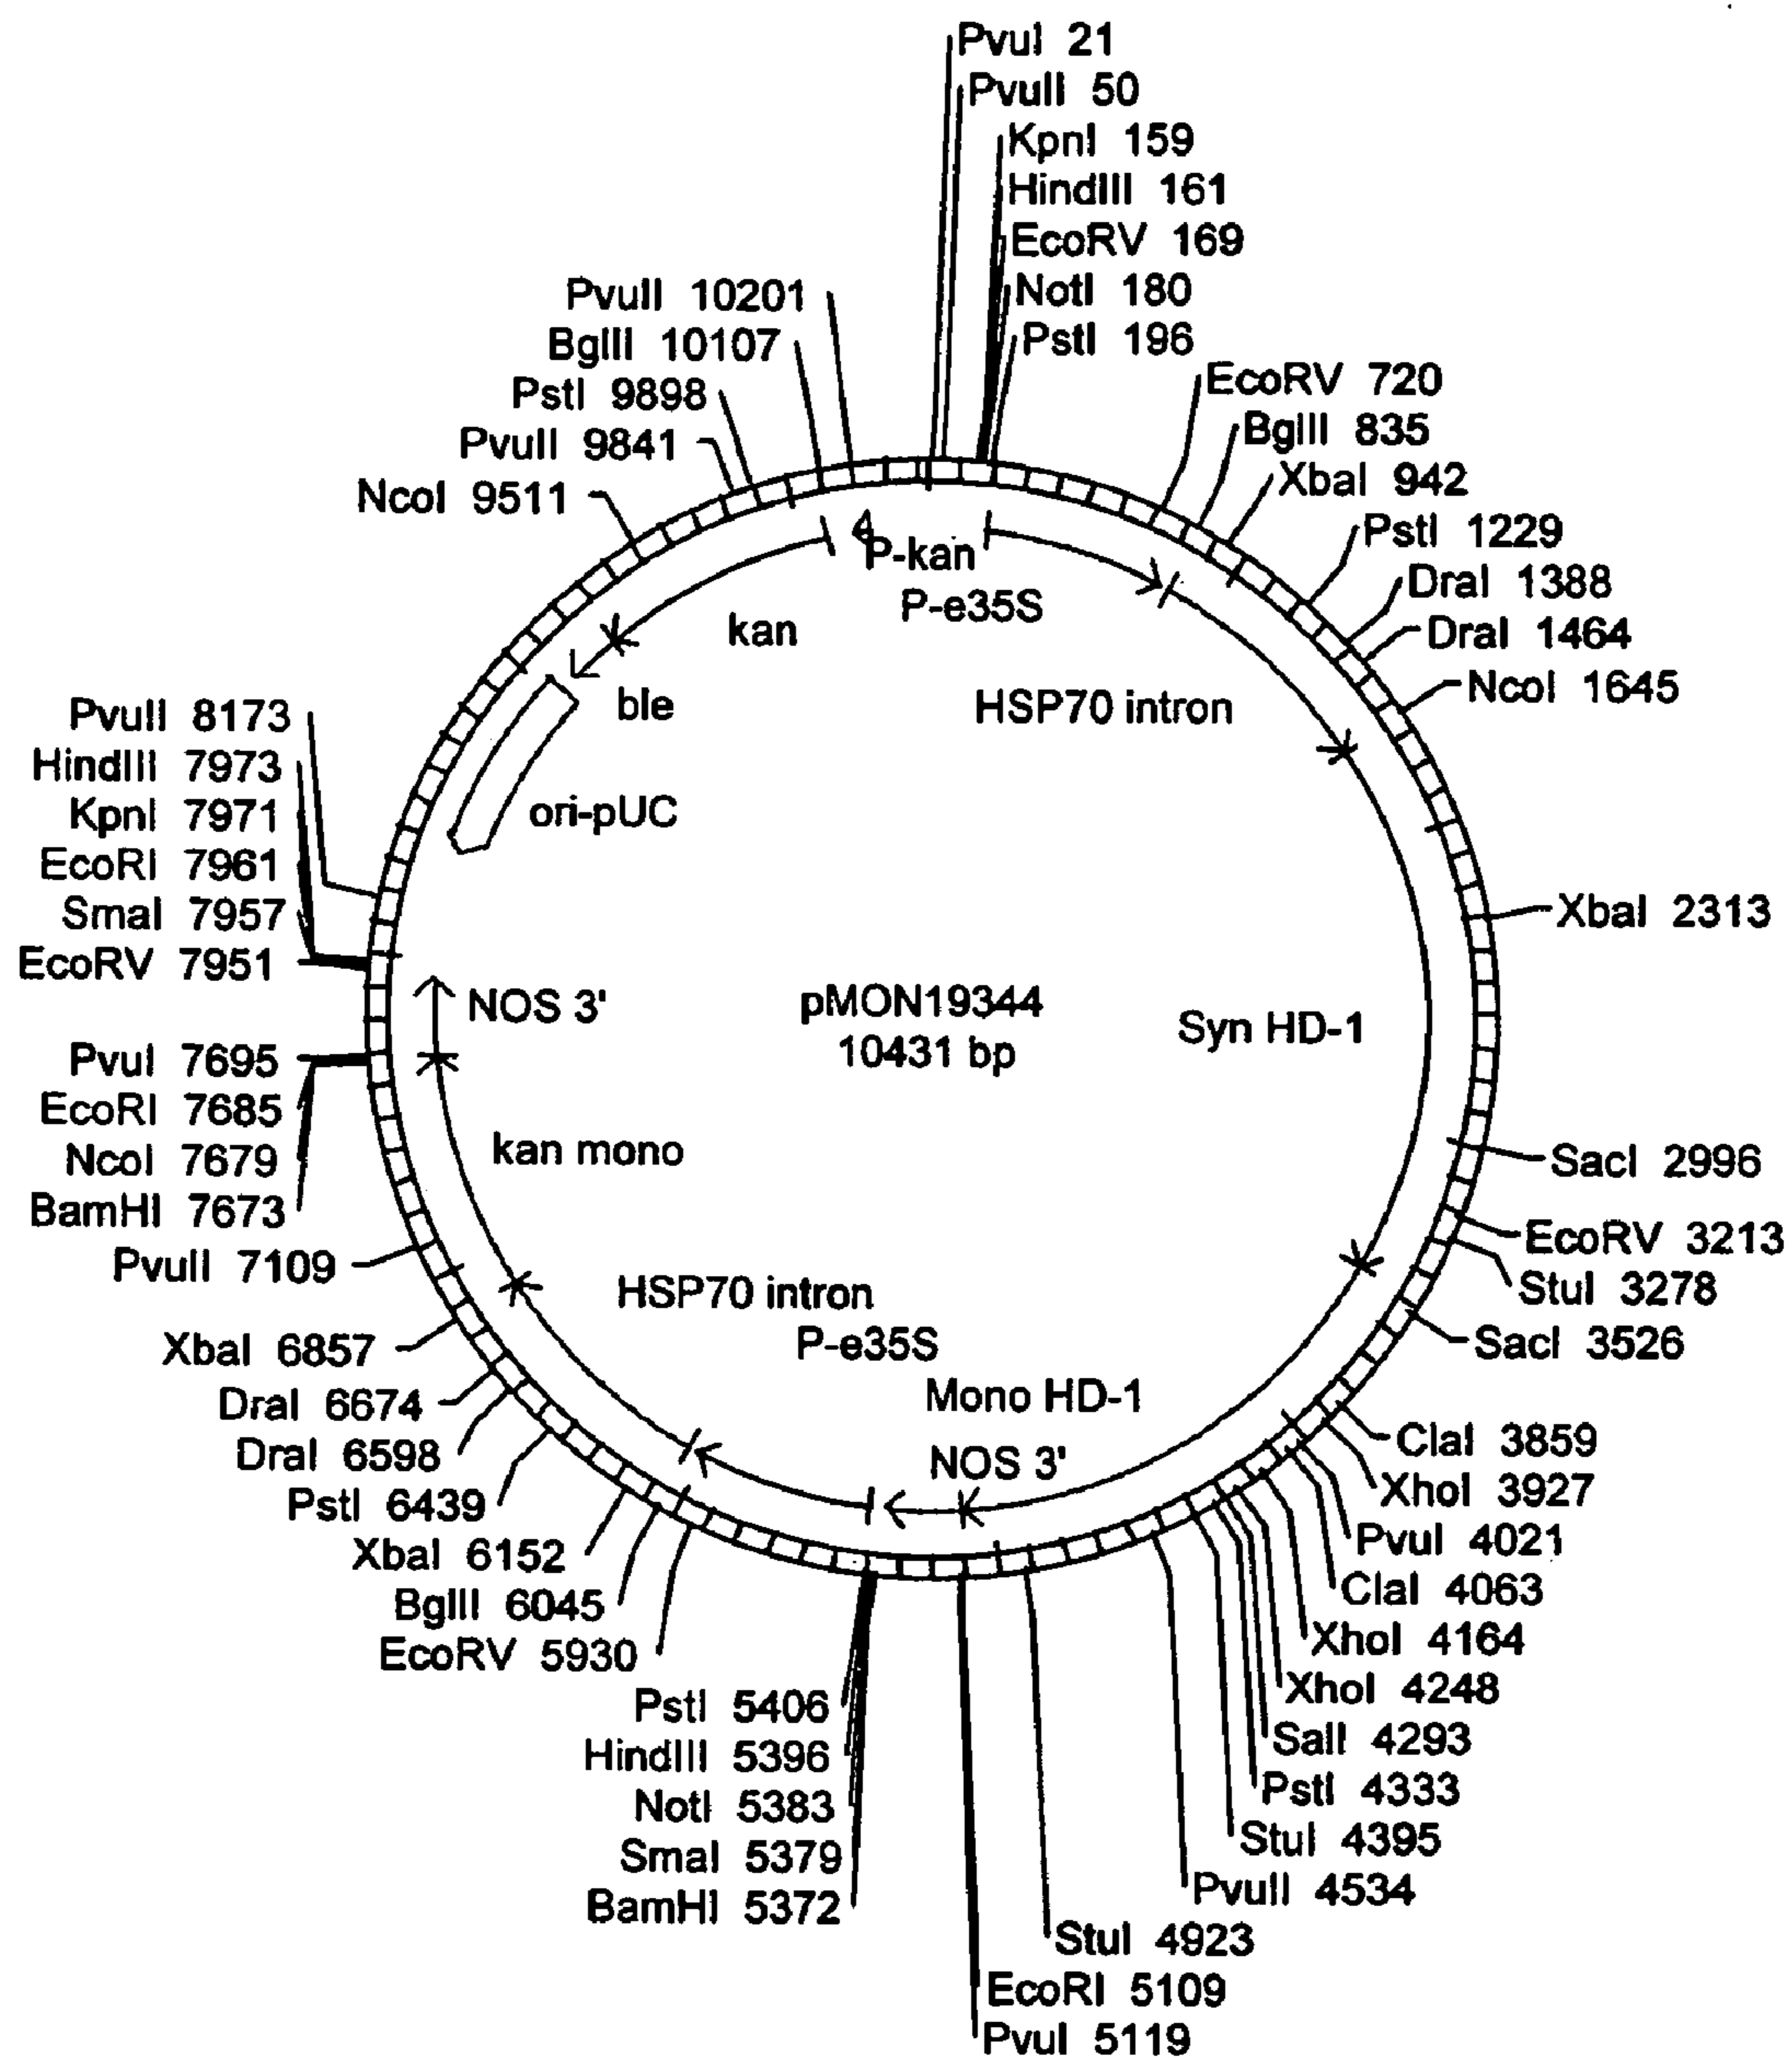 PvuI 21
PvuII 50
KpnI 159
HindIII 161
EcoRV 169
NotI 180
PstI 196
EcoRV 720
BglII 835
XbaI 942
PstI 1229
DraI 1388
DraI 1464
NcoI 1645
XbaI 2313
SacI 2996
EcoRV 3213
StuI 3278
SacI 3526
ClaI 3859
XhoI 3927
PvuI 4021
ClaI 4063
XhoI 4164
XhoI 4248
SalI 4293
PstI 4333
StuI 4395
PvuII 4534
StuI 4923
EcoRI 5109
PvuI 5119
PvuII 10201
BglII 10107
PstI 9898
PvuII 9841
NcoI 9511
PvuII 8173
HindIII 7973
KpnI 7971
EcoRI 7961
SmaI 7957
EcoRV 7951
PvuI 7695
EcoRI 7685
NcoI 7679
BamHI 7673
PvuII 7109
XbaI 6857
DraI 6674
DraI 6598
PstI 6439
XbaI 6152
BglII 6045
EcoRV 5930
PstI 5406
HindIII 5396
NotI 5383
SmaI 5379
BamHI 5372
P-kan
P-e35S
kan
ble
HSP70 intron
ori-pUC
NOS 3'
pMON19344
10431 bp
Syn HD-1
kan mono
HSP70 intron
P-e35S
Mono HD-1
NOS 3'